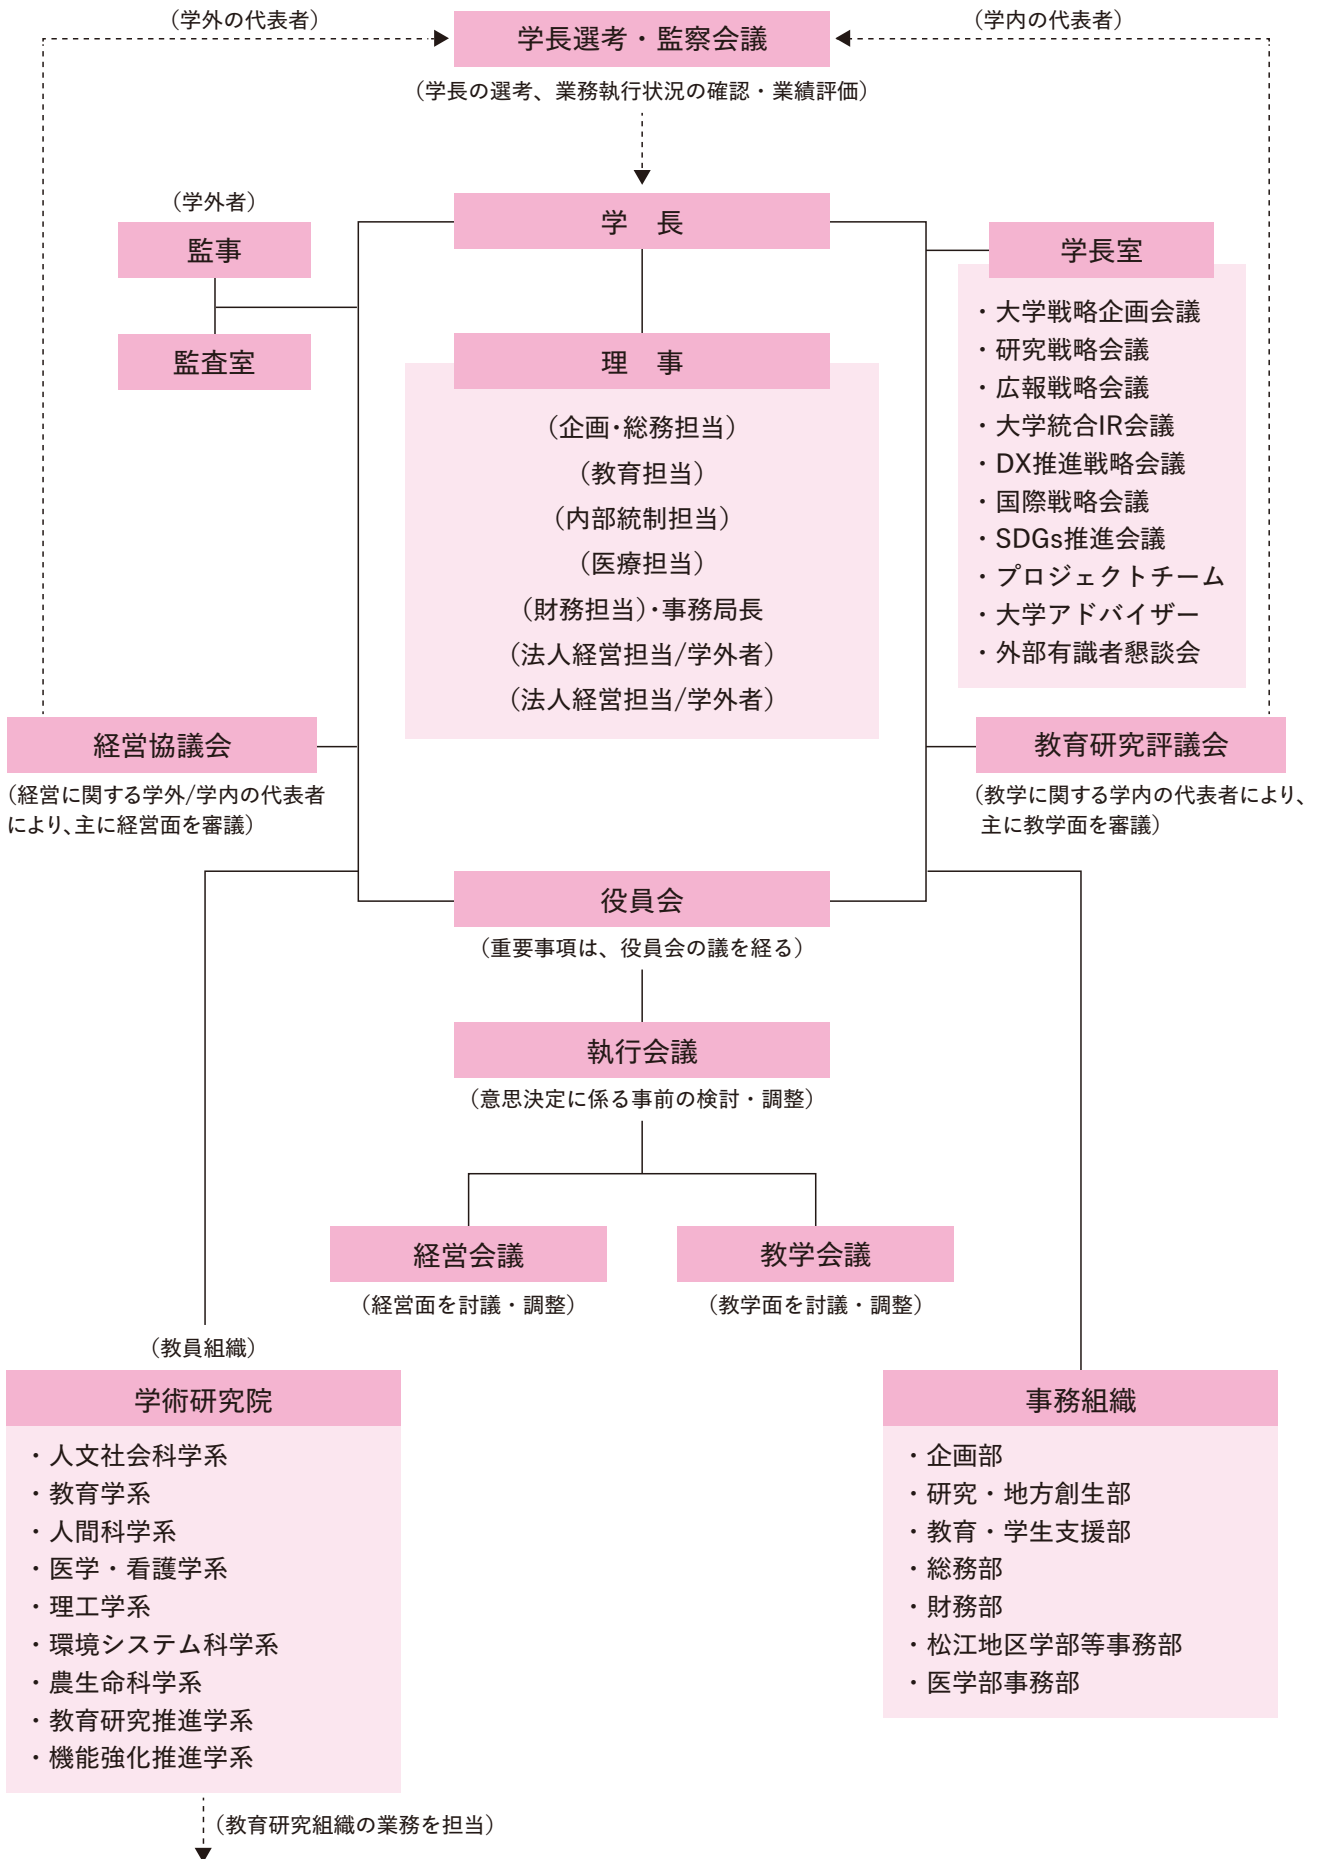 （学外の代表者）
学長選考・監察会議
（学内の代表者）
（学長の選考、業務執行状況の確認・業績評価）
（学外者）
監事
監査室
学　長
学長室
・大学戦略企画会議
・研究戦略会議
・広報戦略会議
・大学統合IR会議
・DX推進戦略会議
・国際戦略会議
・SDGs推進会議
・プロジェクトチーム
・大学アドバイザー
・外部有識者懇談会
理　事
（企画・総務担当）
（教育担当）
（内部統制担当）
（医療担当）
（財務担当）・事務局長
（法人経営担当/学外者）
（法人経営担当/学外者）
経営協議会
（経営に関する学外/学内の代表者
により、主に経営面を審議）
教育研究評議会
（教学に関する学内の代表者により、
主に教学面を審議）
役員会
（重要事項は、役員会の議を経る）
執行会議
（意思決定に係る事前の検討・調整）
経営会議
（経営面を討議・調整）
教学会議
（教学面を討議・調整）
（教員組織）
学術研究院
・人文社会科学系
・教育学系
・人間科学系
・医学・看護学系
・理工学系
・環境システム科学系
・農生命科学系
・教育研究推進学系
・機能強化推進学系
（教育研究組織の業務を担当）
事務組織
・企画部
・研究・地方創生部
・教育・学生支援部
・総務部
・財務部
・松江地区学部等事務部
・医学部事務部